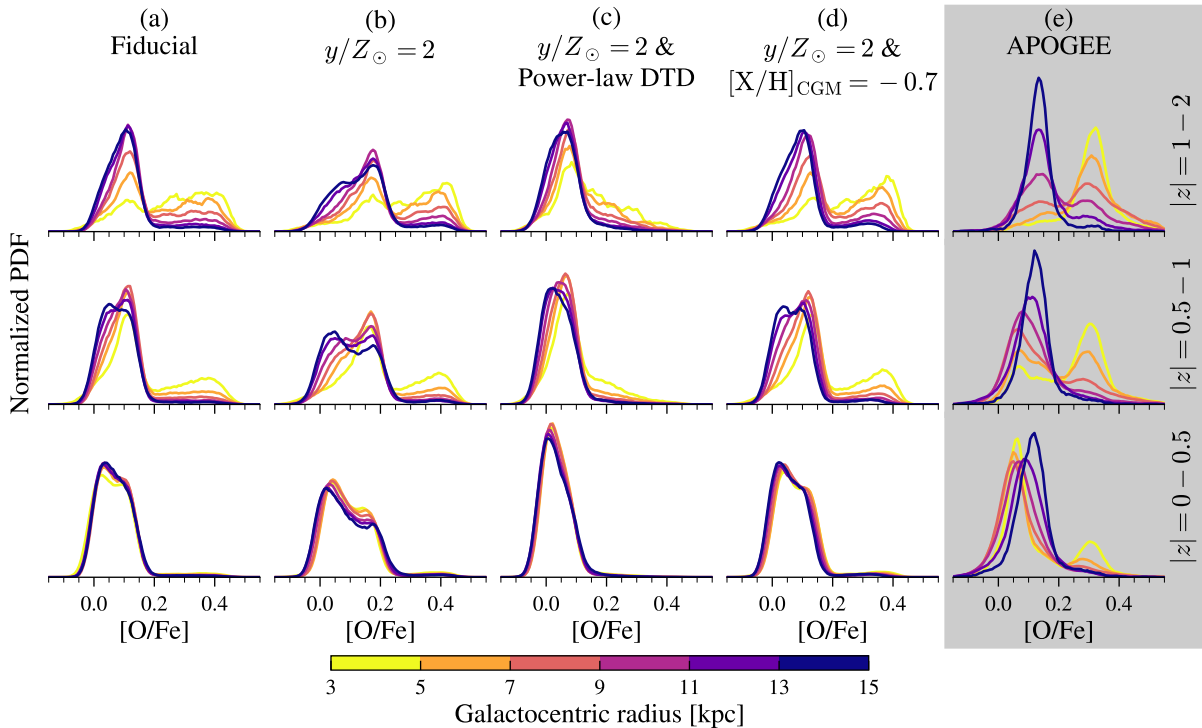 (a)
Fiducial
(b)
y/Z⊙ = 2
(c)
y/Z⊙ = 2 &
Power-law DTD
(d)
y/Z⊙ = 2 &
[X/H]CGM = −0.7
(e)
APOGEE
Normalized PDF
|z| = 1 − 2
|z| = 0.5 − 1
|z| = 0 − 0.5
0.0 0.2 0.4
0.0 0.2 0.4
0.0 0.2 0.4
0.0 0.2 0.4
0.0 0.2 0.4
[O/Fe]
[O/Fe]
[O/Fe]
[O/Fe]
[O/Fe]
3 5 7 9 11 13 15
Galactocentric radius [kpc]